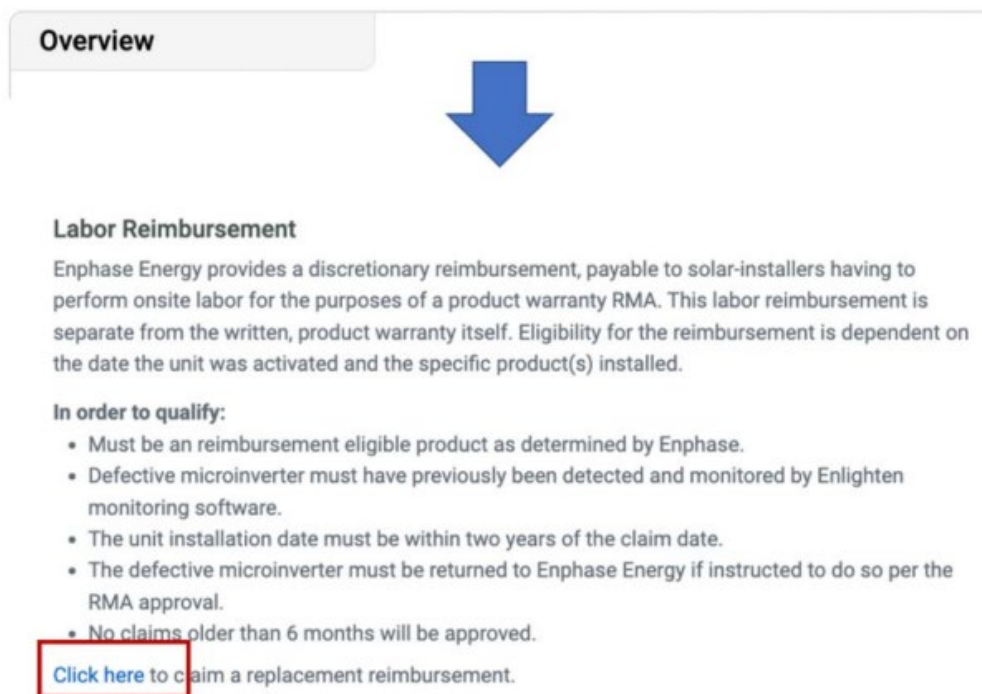 Overview
Labor Reimbursement
Enphase Energy provides a discretionary reimbursement, payable to solar-installers having to
perform onsite labor for the purposes of a product warranty RMA. This labor reimbursement is
separate from the written, product warranty itself. Eligibility for the reimbursement is dependent on
the date the unit was activated and the specific product(s) installed.
In order to qualify:
• Must be an reimbursement eligible product as determined by Enphase.
• Defective microinverter must have previously been detected and monitored by Enlighten
monitoring software.
• The unit installation date must be within two years of the claim date.
• The defective microinverter must be returned to Enphase Energy if instructed to do so per the
RMA approval.
• No claims older than 6 months will be approved.
Click here to claim a replacement reimbursement.